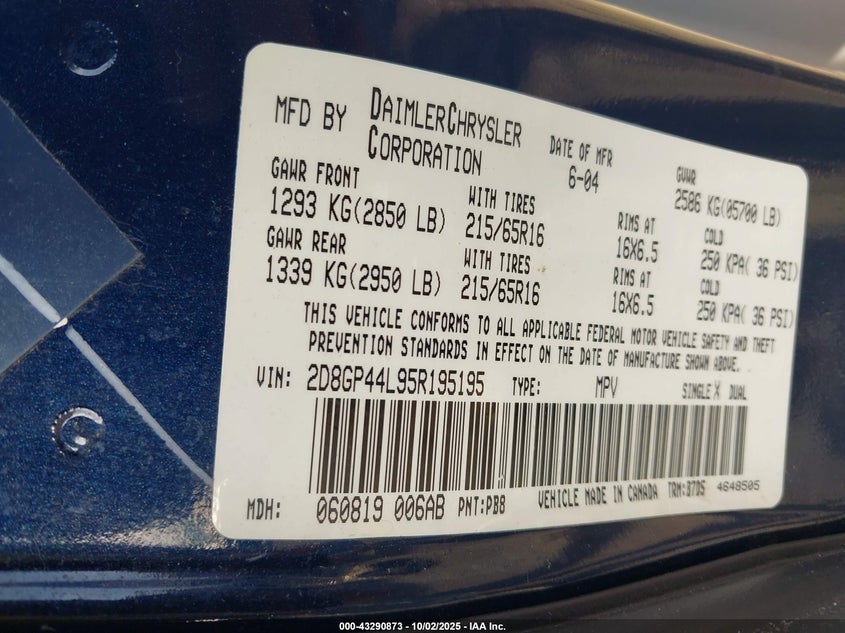 MFD BY DAIMLERCHRYSLER CORPORATION
DATE OF MFR 6-04
GVWR 2586 KG(05700 LB)
GAWR FRONT
1293 KG(2850 LB)
WITH TIRES
215/65R16
RIMS AT
16X6.5
COLD
250 KPA( 36 PSI)
GAWR REAR
1339 KG(2950 LB)
WITH TIRES
215/65R16
RIMS AT
16X6.5
COLD
250 KPA( 36 PSI)
THIS VEHICLE CONFORMS TO ALL APPLICABLE FEDERAL MOTOR VEHICLE SAFETY AND THEFT
PREVENTION STANDARDS IN EFFECT ON THE DATE OF MANUFACTURE SHOWN ABOVE.
VIN: 2D8GP44L95R195195 TYPE: MPV SINGLE X DUAL
MDH: 060819 006AB PNT:PB8 VEHICLE MADE IN CANADA TRM:B7D5 4648505
000-43290873 - 10/02/2025 - IAA Inc.